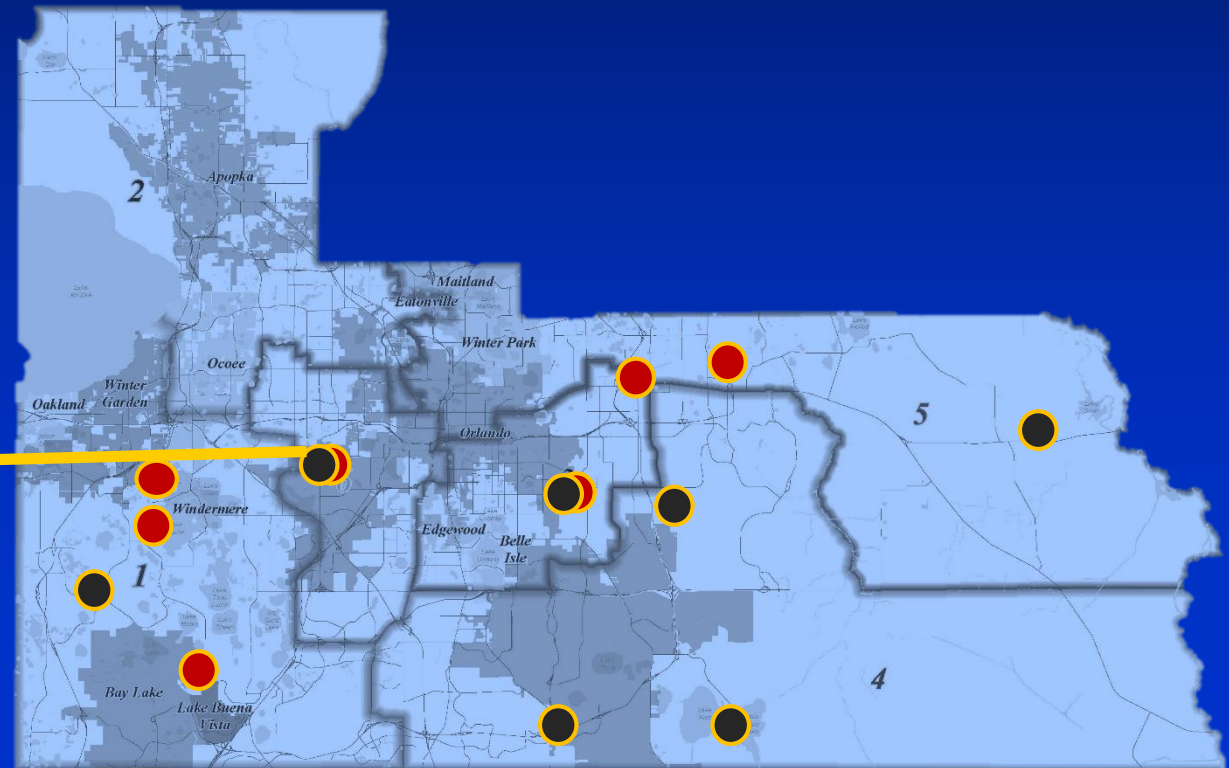 2
Apopka
Maitland
Eatonville
Winter Park
Ocoee
Winter
Garden
Oakland
5
Orlando
Windermere
Edgewood
Belle
Isle
1
4
Bay Lake
Lake Buena
Vista